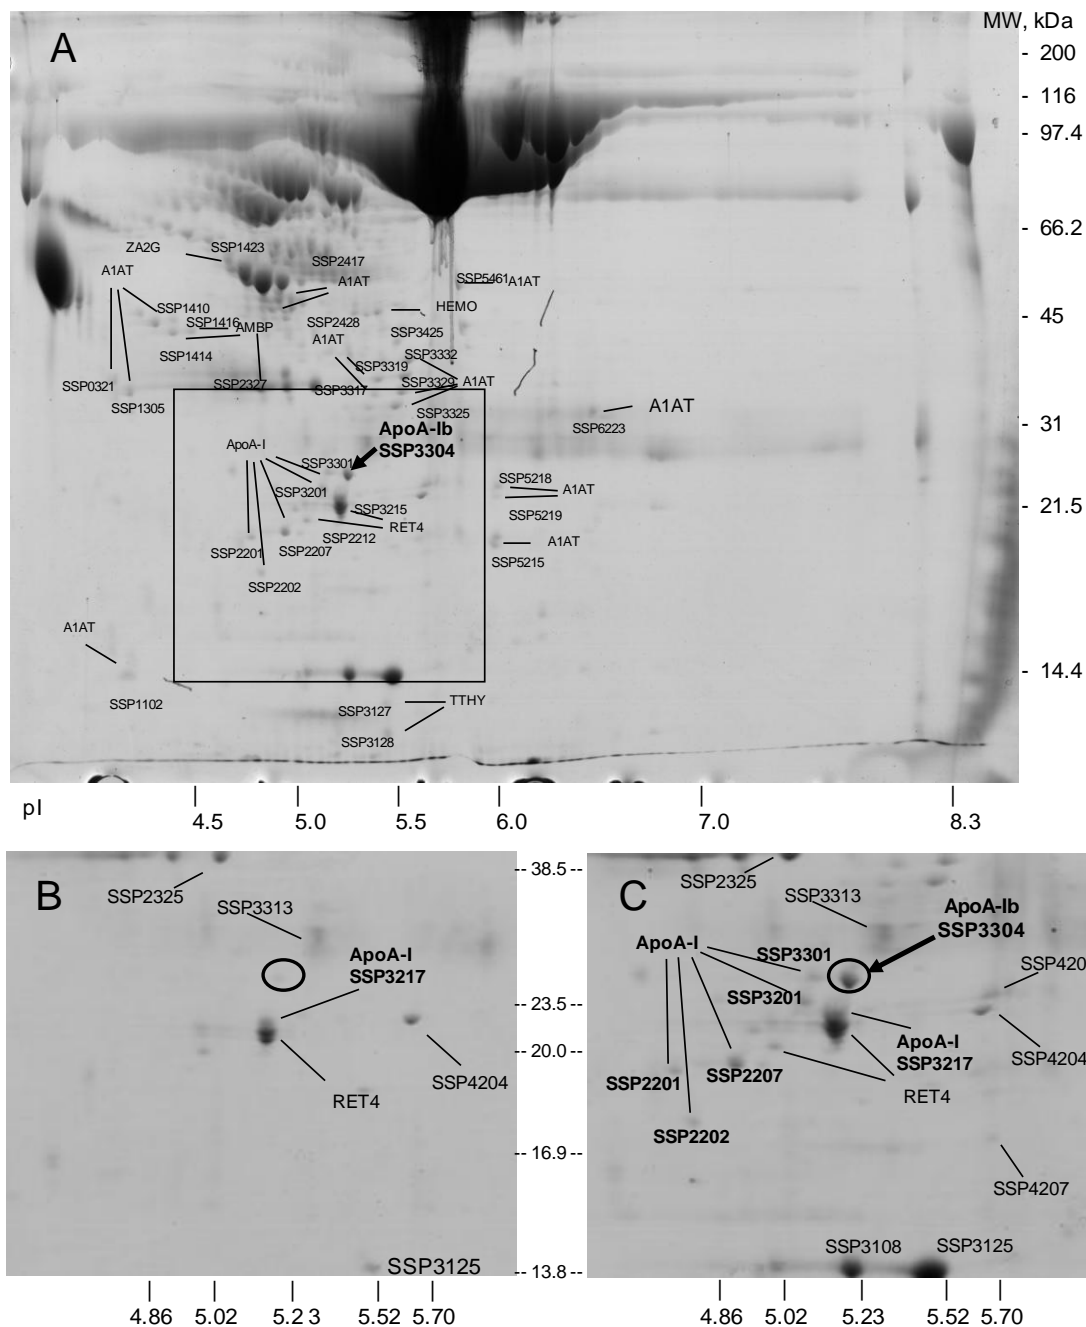 A
MW, kDa
- 200
- 116
- 97.4
- 66.2
- 45
- 31
- 21.5
- 14.4
ZA2G
SSP1423
SSP2417
A1AT
A1AT
SSP5461 A1AT
SSP1410
SSP1416 AMBP
SSP2428
HEMO
SSP1414
A1AT
SSP3425
SSP3332
SSP3319
SSP0321
SSP2327
SSP3317
SSP3329
A1AT
SSP1305
SSP3325
A1AT
SSP6223
ApoA-Ib
SSP3304
ApoA-I
SSP3301
SSP3201
SSP5218
A1AT
SSP3215
SSP5219
RET4
SSP2212
SSP2201
SSP2207
A1AT
SSP5215
SSP2202
A1AT
SSP1102
SSP3127
TTHY
SSP3128
pI
4.5 5.0 5.5 6.0 7.0 8.3
B
SSP2325
SSP3313
ApoA-I
SSP3217
SSP4204
RET4
SSP3125
4.86 5.02 5.2 3 5.52 5.70
-- 38.5 --
-- 23.5 --
-- 20.0 --
-- 16.9 --
-- 13.8 --
C
SSP2325
SSP3313
ApoA-Ib
SSP3304
ApoA-I
SSP3301
SSP420
SSP3201
ApoA-I
SSP3217
SSP4204
SSP2201
SSP2207
RET4
SSP2202
SSP4207
SSP3108
SSP3125
4.86 5.02 5.23 5.52 5.70